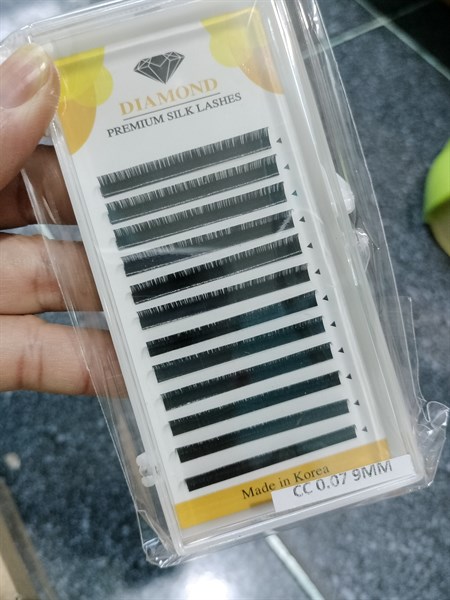 DIAMOND
PREMIUM SILK LASHES
Made in Korea
CC 0.07 9MM